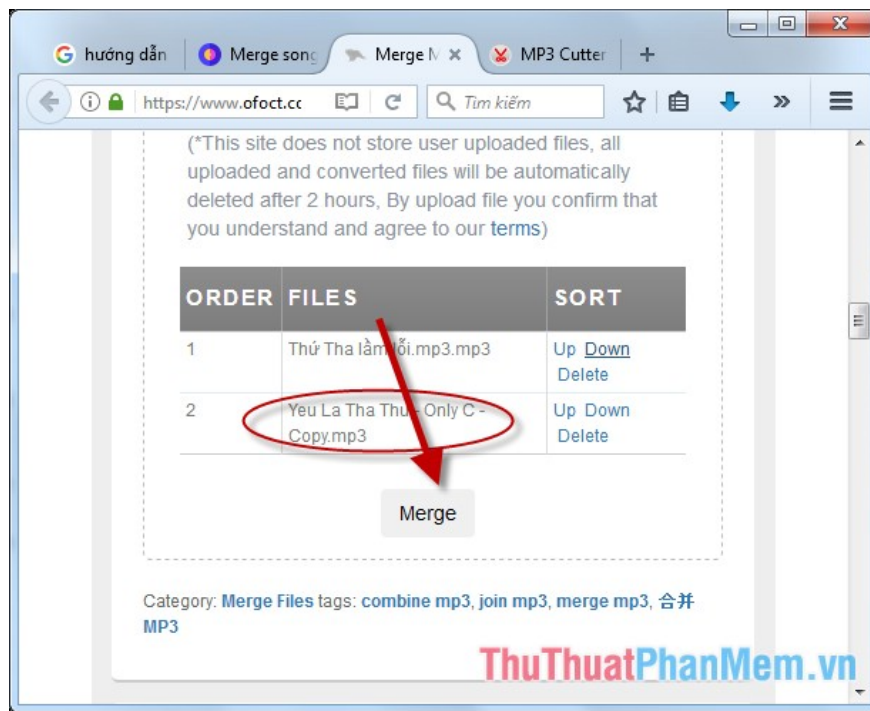 hướng dẫn
Merge song
Merge M
MP3 Cutter
https://www.ofoct.cc
Tìm kiếm
(*This site does not store user uploaded files, all
uploaded and converted files will be automatically
deleted after 2 hours, By upload file you confirm that
you understand and agree to our terms)
ORDER FILES SORT
1 Thứ Tha lầm lỗi.mp3.mp3 Up Down
Delete
2 Yeu La Tha Thu - Only C - Up Down
Copy.mp3 Delete
Merge
Category: Merge Files tags: combine mp3, join mp3, merge mp3, 合并
MP3
ThuThuatPhanMem.vn